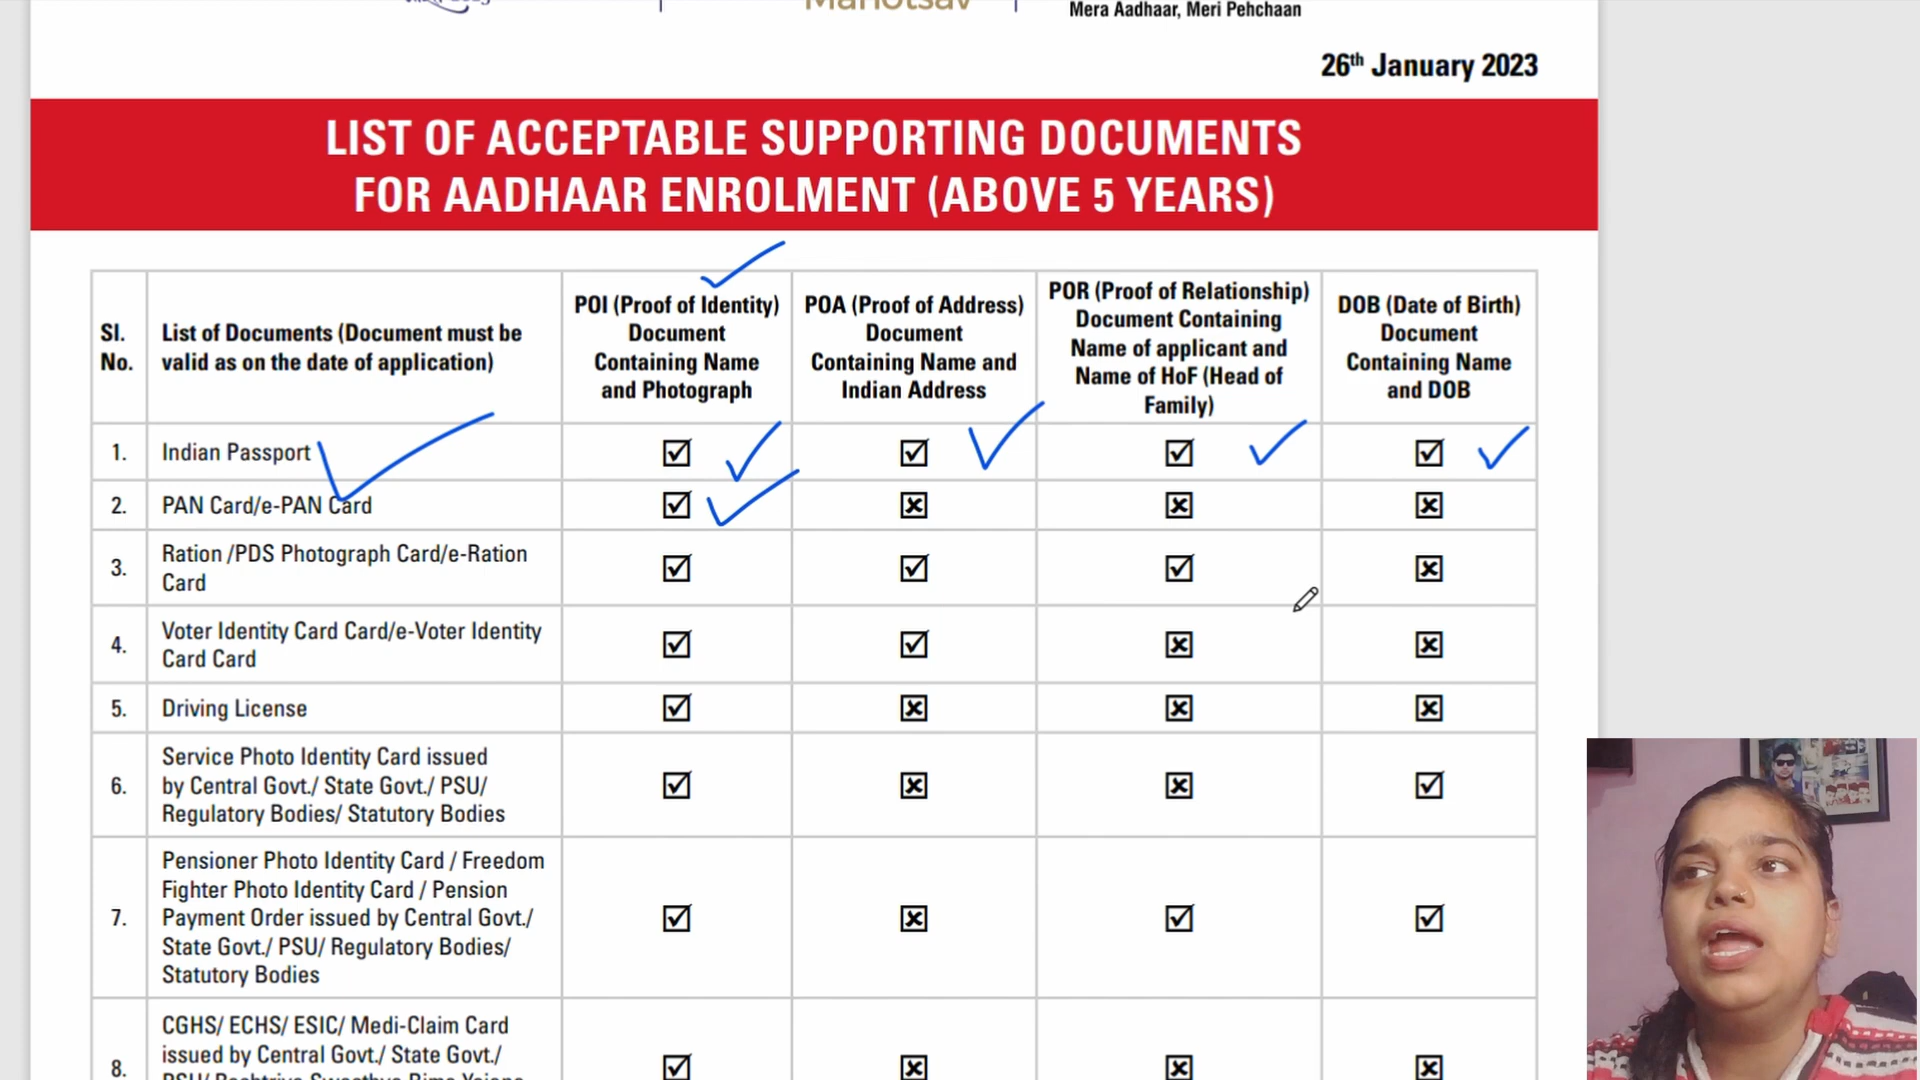 Mera Aadhaar, Meri Pehchaan
26th January 2023
LIST OF ACCEPTABLE SUPPORTING DOCUMENTS
FOR AADHAAR ENROLMENT (ABOVE 5 YEARS)
Sl.
No.
List of Documents (Document must be
valid as on the date of application)
POI (Proof of Identity)
Document
Containing Name
and Photograph
POA (Proof of Address)
Document
Containing Name and
Indian Address
POR (Proof of Relationship)
Document Containing
Name of applicant and
Name of HoF (Head of
Family)
DOB (Date of Birth)
Document
Containing Name
and DOB
1.
Indian Passport
2.
PAN Card/e-PAN Card
3.
Ration /PDS Photograph Card/e-Ration
Card
4.
Voter Identity Card Card/e-Voter Identity
Card Card
5.
Driving License
6.
Service Photo Identity Card issued
by Central Govt./ State Govt./ PSU/
Regulatory Bodies/ Statutory Bodies
7.
Pensioner Photo Identity Card / Freedom
Fighter Photo Identity Card / Pension
Payment Order issued by Central Govt./
State Govt./ PSU/ Regulatory Bodies/
Statutory Bodies
8.
CGHS/ ECHS/ ESIC/ Medi-Claim Card
issued by Central Govt./ State Govt./